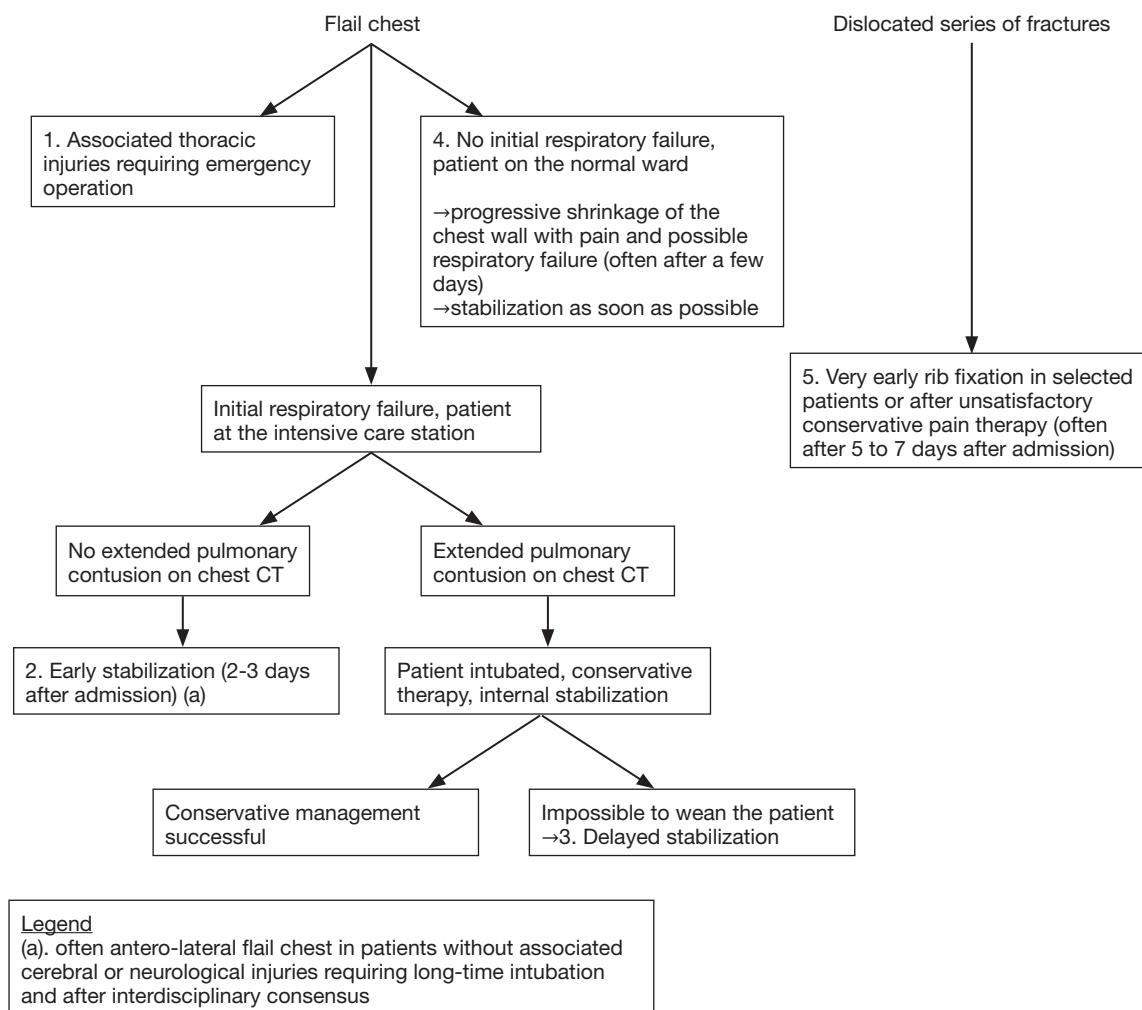 Flail chest
Dislocated series of fractures
1. Associated thoracic
injuries requiring emergency
operation
4. No initial respiratory failure,
patient on the normal ward
→progressive shrinkage of the
chest wall with pain and possible
respiratory failure (often after a few
days)
→stabilization as soon as possible
5. Very early rib fixation in selected
patients or after unsatisfactory
conservative pain therapy (often
after 5 to 7 days after admission)
Initial respiratory failure, patient
at the intensive care station
No extended pulmonary
contusion on chest CT
Extended pulmonary
contusion on chest CT
2. Early stabilization (2-3 days
after admission) (a)
Patient intubated, conservative
therapy, internal stabilization
Conservative management
successful
Impossible to wean the patient
→3. Delayed stabilization
Legend
(a). often antero-lateral flail chest in patients without associated
cerebral or neurological injuries requiring long-time intubation
and after interdisciplinary consensus